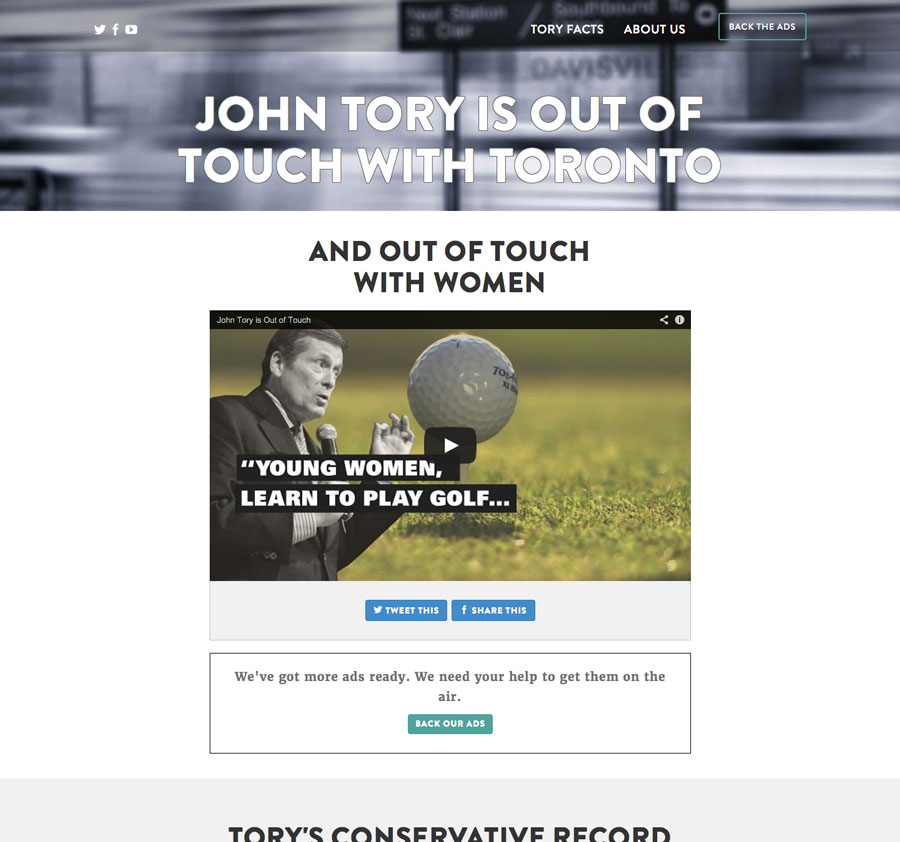 Next Station
St. Clair
Southbound To
TORY FACTS ABOUT US BACK THE ADS
DAVISVILLE
JOHN TORY IS OUT OF
TOUCH WITH TORONTO
AND OUT OF TOUCH
WITH WOMEN
John Tory is Out of Touch
“YOUNG WOMEN,
LEARN TO PLAY GOLF...
TWEET THIS SHARE THIS
We've got more ads ready. We need your help to get them on the
air.
BACK OUR ADS
TORY'S CONSERVATIVE RECORD